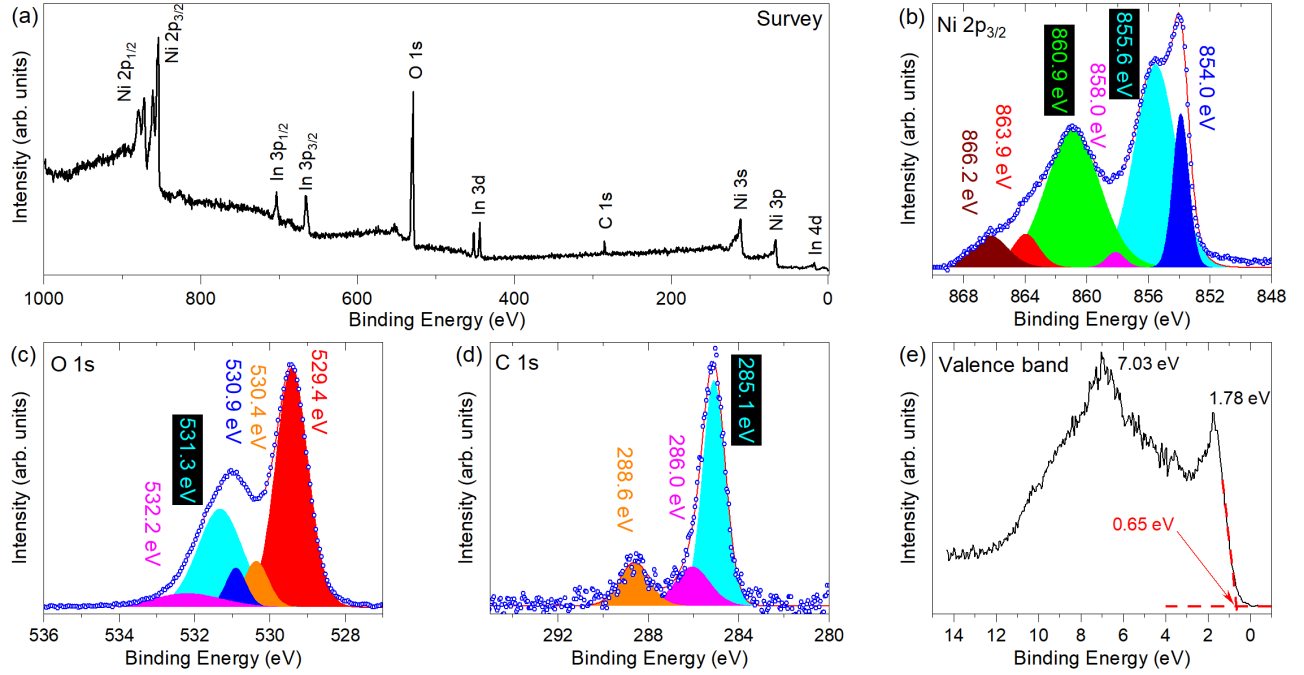 (a)
Survey
Ni 2p1/2
Ni 2p3/2
In 3p1/2
In 3p3/2
O 1s
In 3d
C 1s
Ni 3s
Ni 3p
In 4d
Intensity (arb. units)
1000 800 600 400 200 0
Binding Energy (eV)
(b)
Ni 2p3/2
866.2 eV
863.9 eV
860.9 eV
858.0 eV
855.6 eV
854.0 eV
Intensity (arb. units)
868 864 860 856 852 848
Binding Energy (eV)
(c)
O 1s
532.2 eV
531.3 eV
530.9 eV
530.4 eV
529.4 eV
Intensity (arb. units)
536 534 532 530 528
Binding Energy (eV)
(d)
C 1s
288.6 eV
286.0 eV
285.1 eV
Intensity (arb. units)
292 288 284 280
Binding Energy (eV)
(e)
Valence band
7.03 eV
1.78 eV
0.65 eV
Intensity (arb. units)
14 12 10 8 6 4 2 0
Binding Energy (eV)